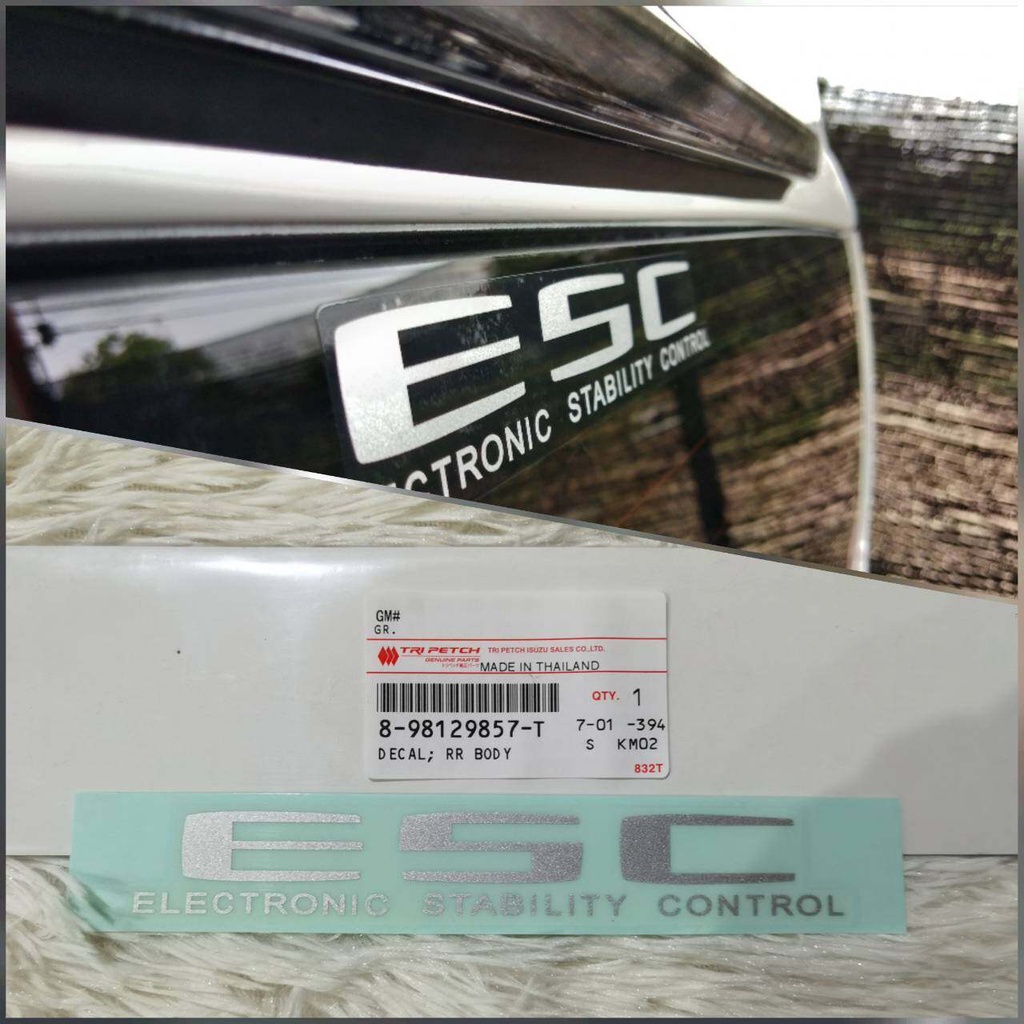 ESC
CTRONIC STABILITY CONTROL
GM#
GR.
TRI PETCH TRI PETCH ISUZU SALES CO.,LTD.
GENUINE PARTS
MADE IN THAILAND
QTY. 1
8-98129857-T 7-01 -394
DECAL; RR BODY S KM02
832T
ESC
ELECTRONIC STABILITY CONTROL